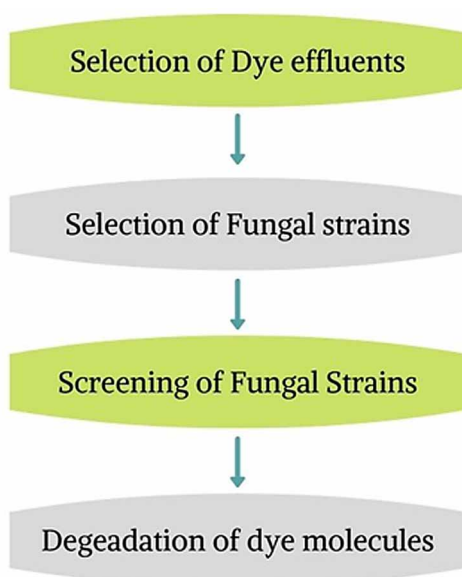 Selection of Dye effluents
Selection of Fungal strains
Screening of Fungal Strains
Degeadation of dye molecules